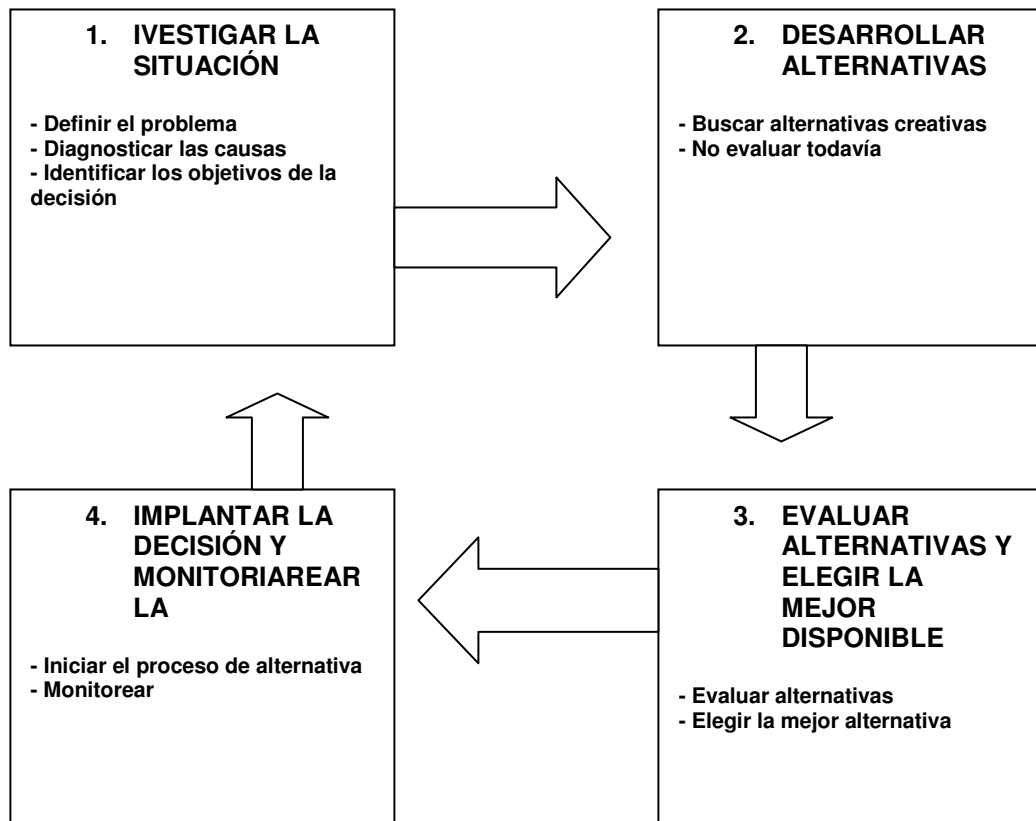 1. IVESTIGAR LA
SITUACIÓN
- Definir el problema
- Diagnosticar las causas
- Identificar los objetivos de la
decisión
2. DESARROLLAR
ALTERNATIVAS
- Buscar alternativas creativas
- No evaluar todavía
4. IMPLANTAR LA
DECISIÓN Y
MONITORIAREAR
LA
- Iniciar el proceso de alternativa
- Monitorear
3. EVALUAR
ALTERNATIVAS Y
ELEGIR LA
MEJOR
DISPONIBLE
- Evaluar alternativas
- Elegir la mejor alternativa